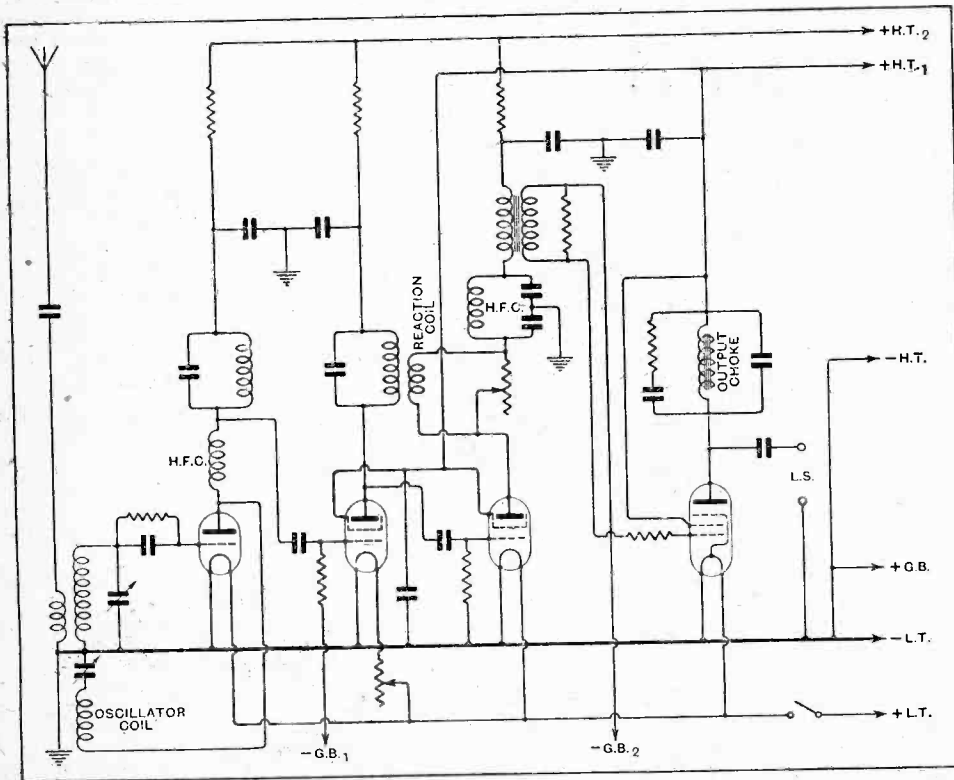 +H.T.2
+H.T.1
REACTION
COIL
H.F.C.
OUTPUT
CHOKE
-H.T.
H.F.C.
L.S.
+G.B.
-L.T.
OSCILLATOR
COIL
+L.T.
-G.B.1
-G.B.2